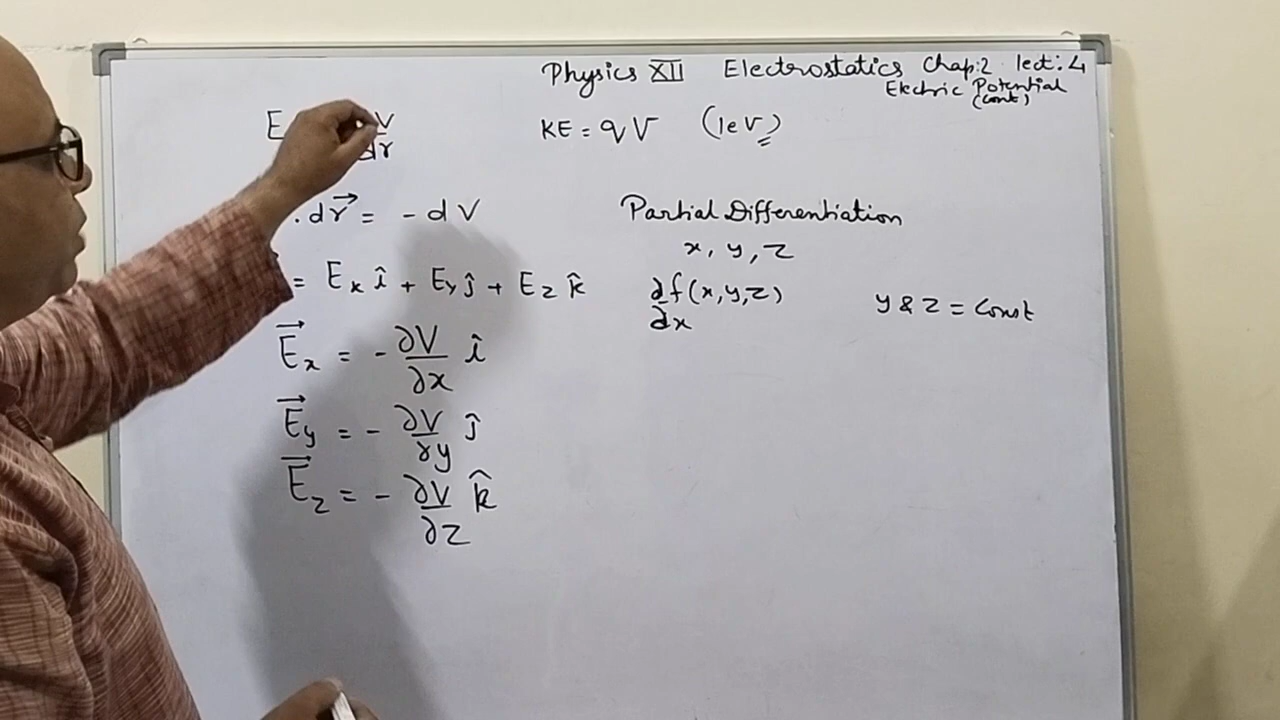 Physics XII Electrostatics Chap:2 lect:4
Electric Potential
(cont)
E V
dr
KE = qV (1eV)
. dr⃗ = - dV
Partial Differentiation
x, y, z
= Ex î + Ey ĵ + Ez k̂
∂f(x,y,z)
∂x
y & z = Const
E⃗x = - ∂V/∂x î
E⃗y = - ∂V/∂y ĵ
E⃗z = - ∂V/∂z k̂